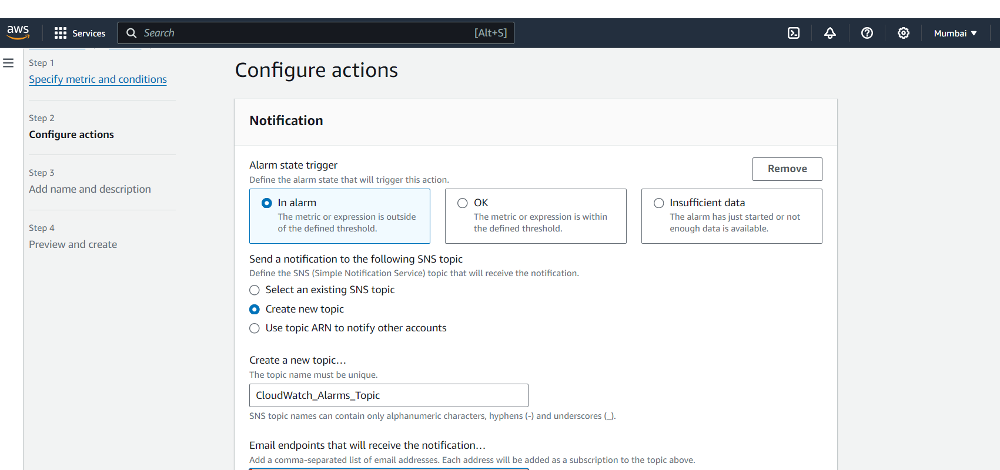 aws
Services
Search
[Alt+S]
Mumbai
Step 1
Specify metric and conditions
Step 2
Configure actions
Step 3
Add name and description
Step 4
Preview and create
Configure actions
Notification
Alarm state trigger
Define the alarm state that will trigger this action.
Remove
In alarm
The metric or expression is outside
of the defined threshold.
OK
The metric or expression is within
the defined threshold.
Insufficient data
The alarm has just started or not
enough data is available.
Send a notification to the following SNS topic
Define the SNS (Simple Notification Service) topic that will receive the notification.
Select an existing SNS topic
Create new topic
Use topic ARN to notify other accounts
Create a new topic…
The topic name must be unique.
CloudWatch_Alarms_Topic
SNS topic names can contain only alphanumeric characters, hyphens (-) and underscores (_).
Email endpoints that will receive the notification…
Add a comma-separated list of email addresses. Each address will be added as a subscription to the topic above.